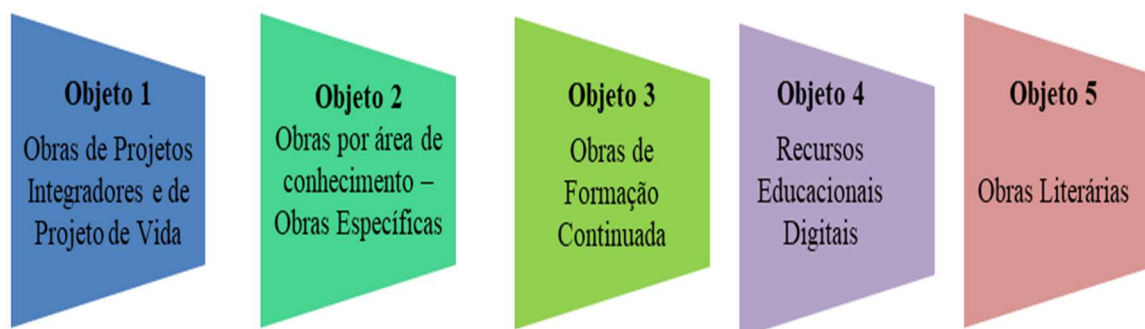 Objeto 1
Obras de Projetos
Integradores e de
Projeto de Vida
Objeto 2
Obras por área de
conhecimento –
Obras Específicas
Objeto 3
Obras de
Formação
Continuada
Objeto 4
Recursos
Educacionais
Digitais
Objeto 5
Obras Literárias